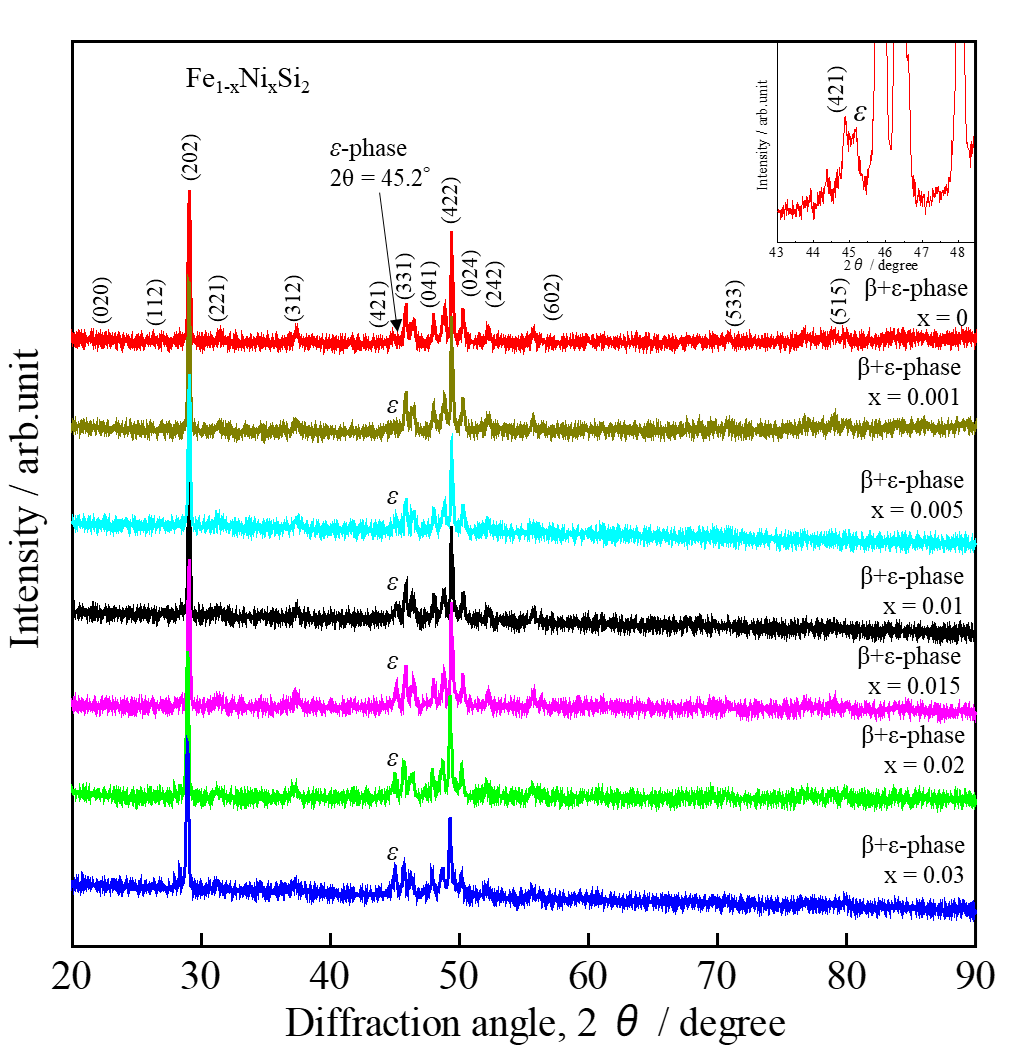 Fe₁₋ₓNiₓSi₂
ε-phase
2θ = 45.2°
(020)
(112)
(202)
(221)
(312)
(421)
(331)
(041)
(422)
(024)
(242)
(602)
(533)
(515)
Intensity / arb.unit
(421)
ε
43 44 45 46 47 48
2 θ / degree
β+ε-phase
x = 0
ε
β+ε-phase
x = 0.001
ε
β+ε-phase
x = 0.005
ε
β+ε-phase
x = 0.01
ε
β+ε-phase
x = 0.015
ε
β+ε-phase
x = 0.02
ε
β+ε-phase
x = 0.03
Intensity / arb.unit
20 30 40 50 60 70 80 90
Diffraction angle, 2 θ / degree